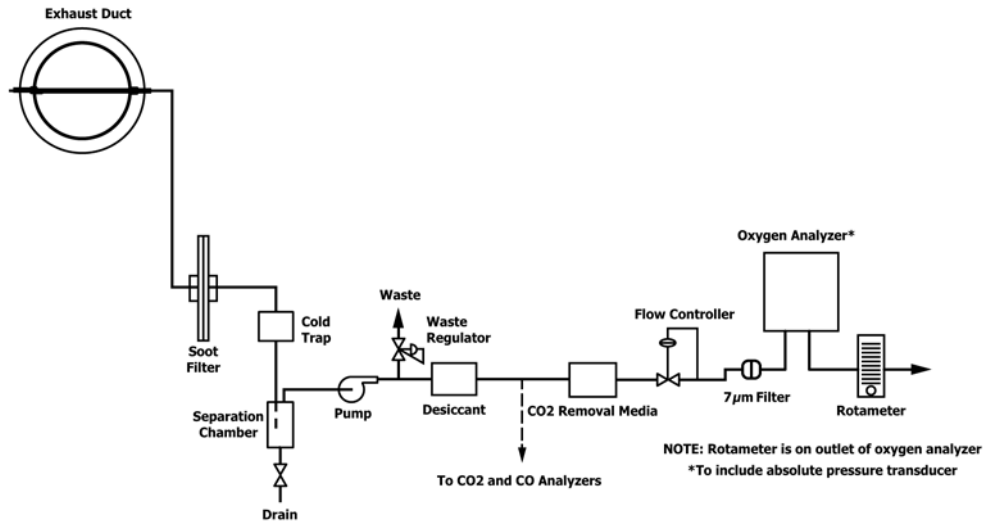 Exhaust Duct
Soot
Filter
Cold
Trap
Separation
Chamber
Drain
Pump
Waste
Waste
Regulator
Desiccant
To CO2 and CO Analyzers
CO2 Removal Media
Flow Controller
7µm Filter
Oxygen Analyzer*
Rotameter
NOTE: Rotameter is on outlet of oxygen analyzer
*To include absolute pressure transducer